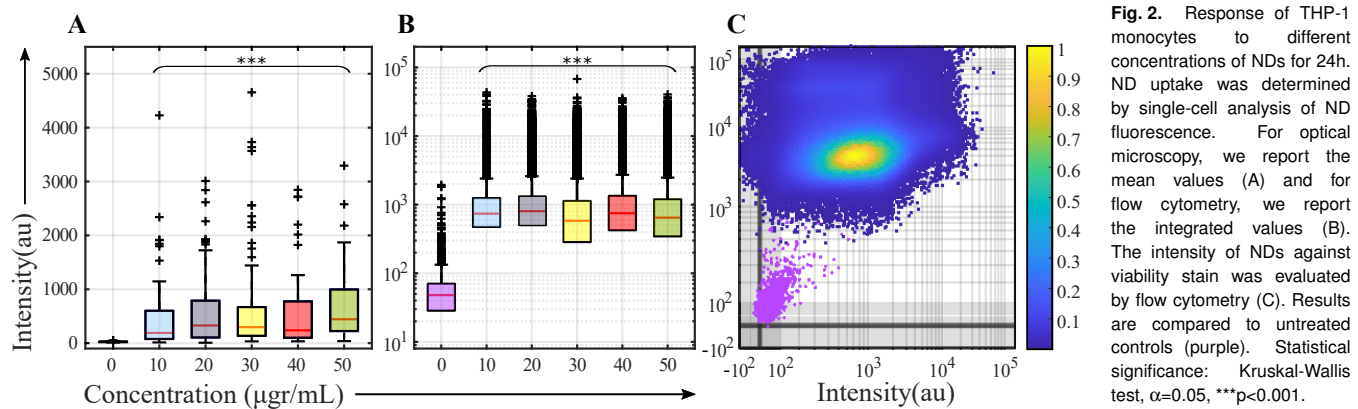 A
B
C
Intensity(au)
5000
4000
3000
2000
1000
0
***
0 10 20 30 40 50
10^5
10^4
10^3
10^2
10^1
***
0 10 20 30 40 50
Concentration (μgr/mL)
10^5
10^4
10^3
10^2
-10^2
-10^2 10^2 10^3 10^4 10^5
Intensity(au)
1
0.9
0.8
0.7
0.6
0.5
0.4
0.3
0.2
0.1
Fig. 2. Response of THP-1
monocytes to different
concentrations of NDs for 24h.
ND uptake was determined
by single-cell analysis of ND
fluorescence. For optical
microscopy, we report the
mean values (A) and for
flow cytometry, we report
the integrated values (B).
The intensity of NDs against
viability stain was evaluated
by flow cytometry (C). Results
are compared to untreated
controls (purple). Statistical
significance: Kruskal-Wallis
test, α=0.05, ***p<0.001.